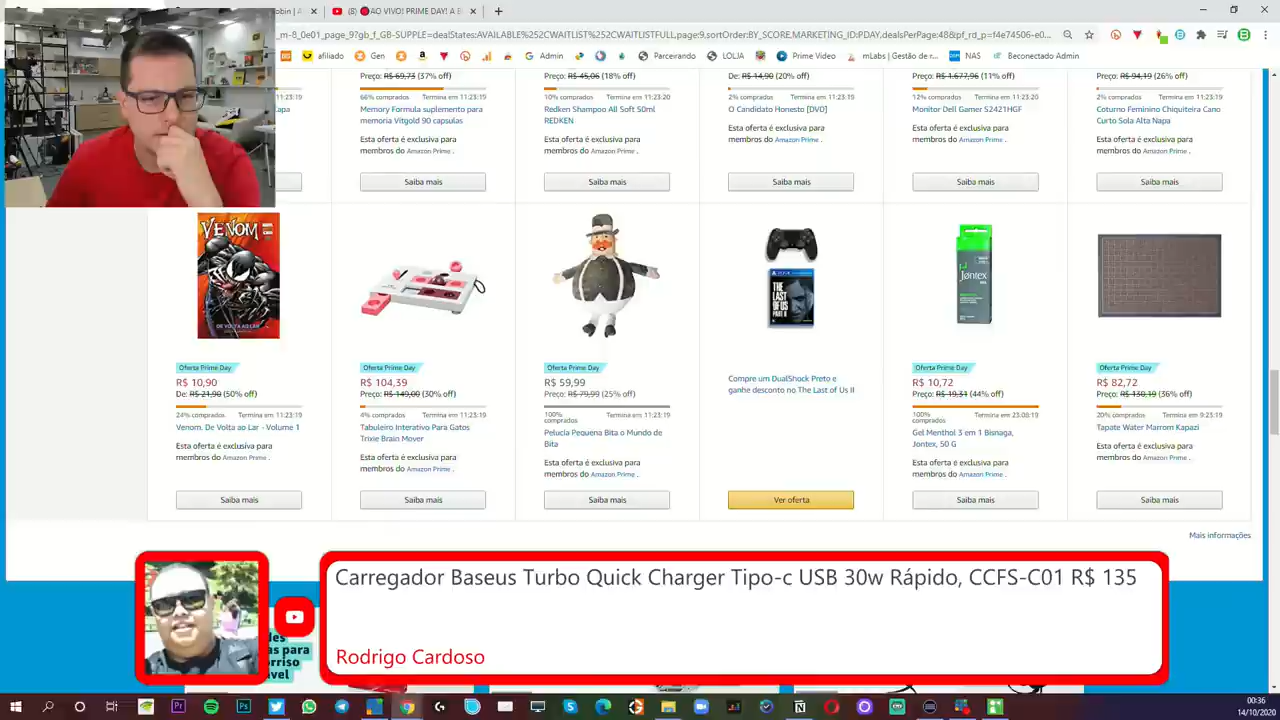 obin | A
(8) 🔴AO VIVO! PRIME DAY! A B
_m-8_0e01_page_9?gb_f_GB-SUPPLE=dealStates:AVAILABLE%252CWAITLIST%252CWAITLISTFULL,page:9,sortOrder:BY_SCORE,MARKETING_ID:PDAY,dealsPerPage:48&pf_rd_p=f4e74506-e0...
afiliado
Gen
Admin
Parcerando
LOLJA
Prime Video
mLabs | Gestão de r...
NAS
Beconectado Admin
Preço: R$ 69,73 (37% off)
66% comprados Termina em 11:23:19
Memory Formula suplemento para
memoria Vitgold 90 capsulas
Esta oferta é exclusiva para
membros do Amazon Prime .
Saiba mais
Preço: R$ 45,06 (18% off)
10% comprados Termina em 11:23:20
Redken Shampoo All Soft 50ml
REDKEN
Esta oferta é exclusiva para
membros do Amazon Prime .
Saiba mais
De: R$ 14,90 (20% off)
2% comprados Termina em 11:23:19
O Candidato Honesto [DVD]
Esta oferta é exclusiva para
membros do Amazon Prime .
Saiba mais
Preço: R$ 1.677,96 (11% off)
12% comprados Termina em 11:23:20
Monitor Dell Gamer S2421HGF
Esta oferta é exclusiva para
membros do Amazon Prime .
Saiba mais
Preço: R$ 94,19 (26% off)
2% comprados Termina em 11:23:19
Coturno Feminino Chiquiteira Cano
Curto Sola Alta Napa
Esta oferta é exclusiva para
membros do Amazon Prime .
Saiba mais
VENOM
DE VOLTA AO LAR
Oferta Prime Day
R$ 10,90
De: R$ 21,90 (50% off)
24% comprados Termina em 11:23:19
Venom. De Volta ao Lar - Volume 1
Esta oferta é exclusiva para
membros do Amazon Prime .
Saiba mais
Oferta Prime Day
R$ 104,39
Preço: R$ 149,00 (30% off)
4% comprados Termina em 11:23:19
Tabuleiro Interativo Para Gatos
Trixie Brain Mover
Esta oferta é exclusiva para
membros do Amazon Prime .
Saiba mais
Oferta Prime Day
R$ 59,99
Preço: R$ 79,99 (25% off)
100%
comprados
Termina em 11:23:19
Pelucia Pequena Bita o Mundo de
Bita
Esta oferta é exclusiva para
membros do Amazon Prime .
Saiba mais
THE LAST
OF US
PART II
Compre um DualShock Preto e
ganhe desconto no The Last of Us II
Ver oferta
Jontex
Oferta Prime Day
R$ 10,72
Preço: R$ 19,31 (44% off)
100%
comprados
Termina em 23:08:19
Gel Menthol 3 em 1 Bisnaga,
Jontex, 50 G
Esta oferta é exclusiva para
membros do Amazon Prime .
Saiba mais
Oferta Prime Day
R$ 82,72
Preço: R$ 130,19 (36% off)
20% comprados Termina em 9:23:19
Tapate Water Marrom Kapazi
Esta oferta é exclusiva para
membros do Amazon Prime .
Saiba mais
Mais informações
Carregador Baseus Turbo Quick Charger Tipo-c USB 30w Rápido, CCFS-C01 R$ 135
Rodrigo Cardoso
des
as para
orriso
ível
00:36
14/10/2020